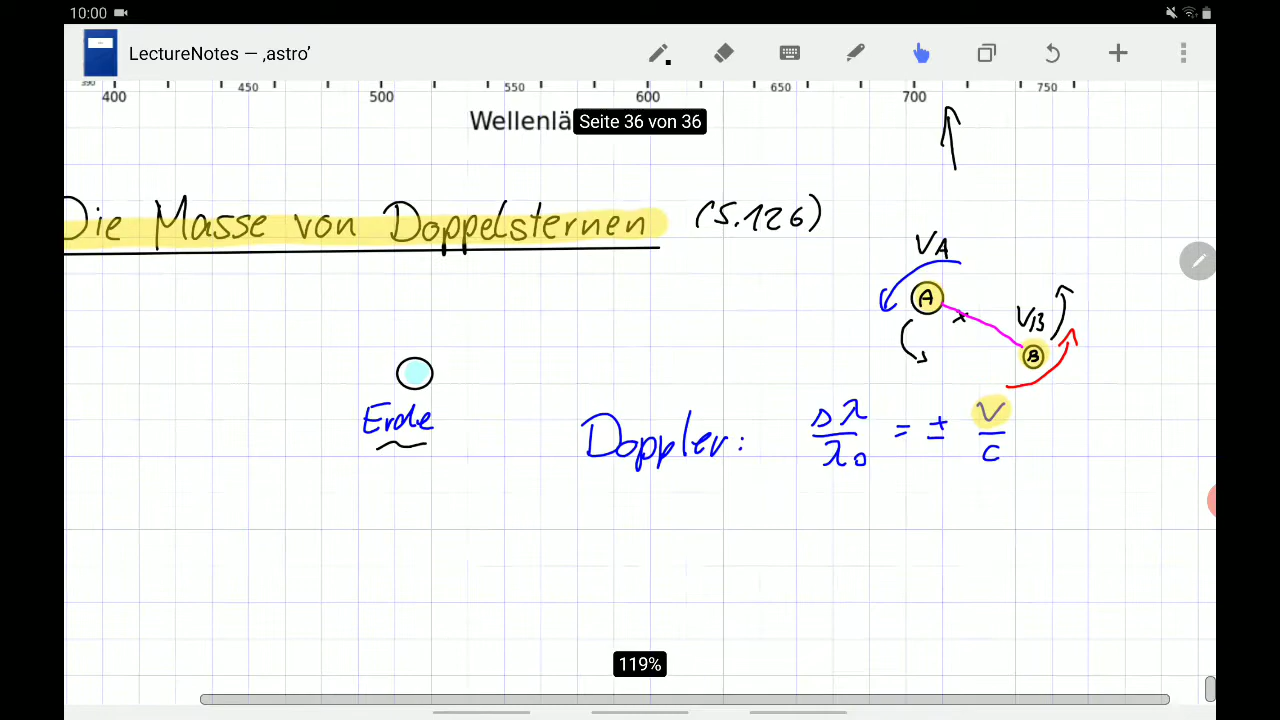 10:00
LectureNotes — ‚astro’
390 400 450 500 550 600 650 700 750
Wellenlä
Seite 36 von 36
Die Masse von Doppelsternen (S.126)
VA
A
VB
B
Erde
Doppler: Δλ/λ0 = ± V/c
119%